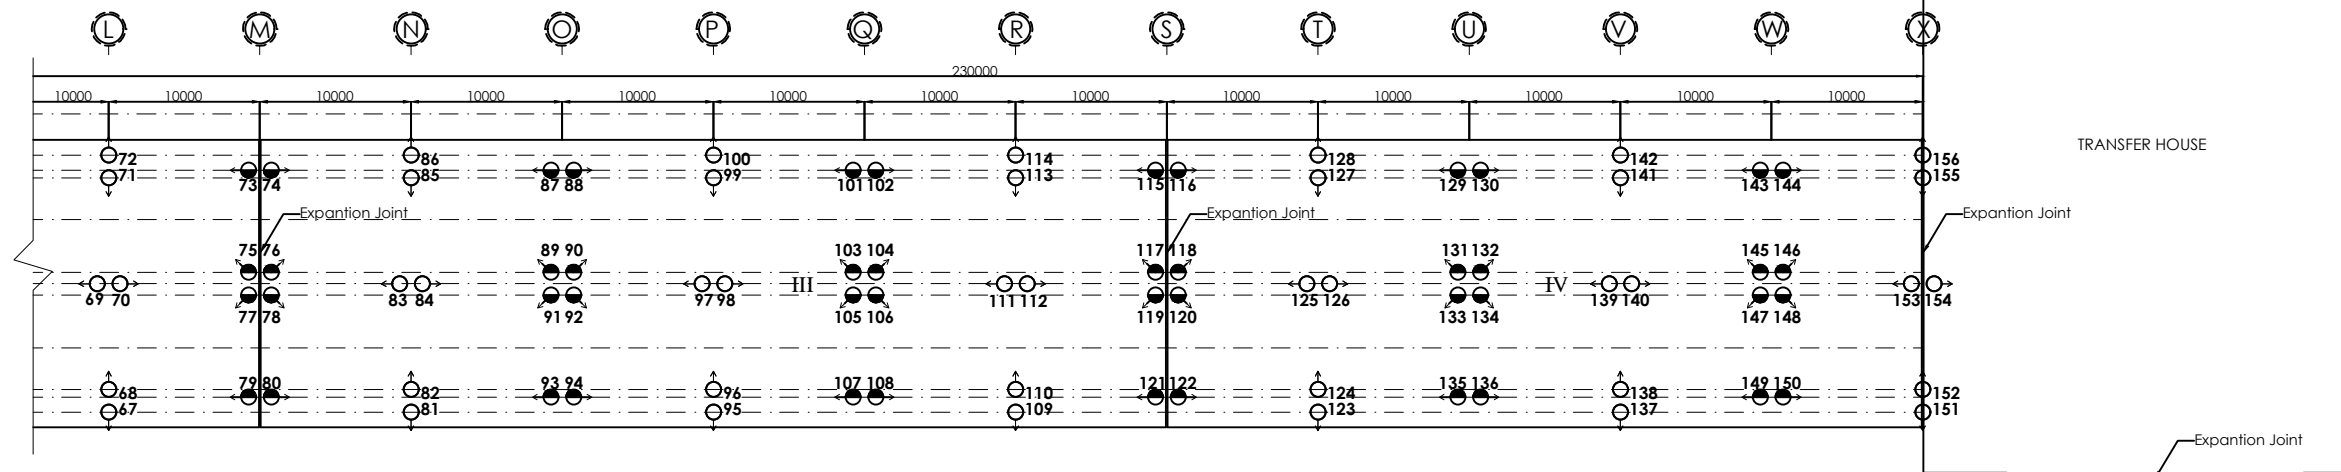 L M N O P Q R S T U V W X
230000
10000 10000 10000 10000 10000 10000 10000 10000 10000 10000 10000 10000 10000
TRANSFER HOUSE
72 86 100 114 128 142 156
71 85 99 113 127 141 155
73 74 87 88 101 102 115 116 129 130 143 144
Expantion Joint Expantion Joint Expantion Joint
75 76 89 90 103 104 117 118 131 132 145 146
III IV
69 70 83 84 97 98 111 112 125 126 139 140 153 154
77 78 91 92 105 106 119 120 133 134 147 148
79 80 93 94 107 108 121 122 135 136 149 150
68 82 96 110 124 138 152
67 81 95 109 123 137 151
Expantion Joint